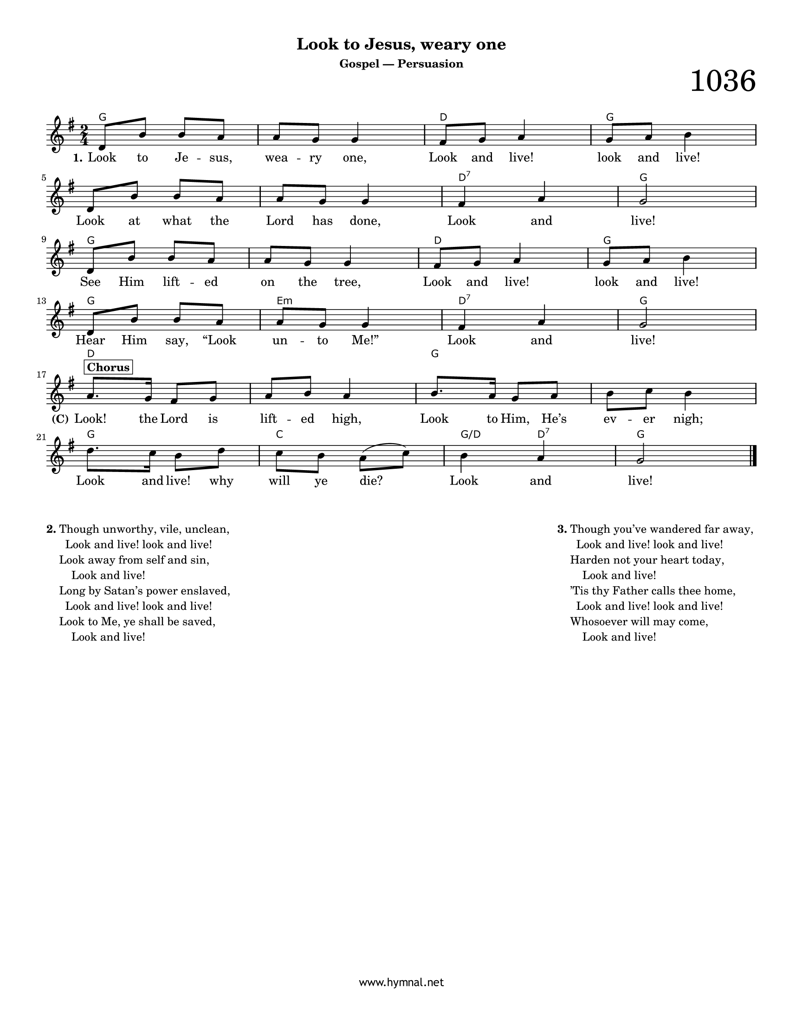 Look to Jesus, weary one
Gospel — Persuasion
1036
G D G
2 4
1. Look to Je - sus, wea - ry one, Look and live! look and live!
5 D7 G
Look at what the Lord has done, Look and live!
9 G D G
See Him lift - ed on the tree, Look and live! look and live!
13 G Em D7 G
Hear Him say, “Look un - to Me!” Look and live!
D G
Chorus
17
(C) Look! the Lord is lift - ed high, Look to Him, He’s ev - er nigh;
21 G C G/D D7 G
Look and live! why will ye die? Look and live!
2. Though unworthy, vile, unclean,
Look and live! look and live!
Look away from self and sin,
Look and live!
Long by Satan’s power enslaved,
Look and live! look and live!
Look to Me, ye shall be saved,
Look and live!
3. Though you’ve wandered far away,
Look and live! look and live!
Harden not your heart today,
Look and live!
’Tis thy Father calls thee home,
Look and live! look and live!
Whosoever will may come,
Look and live!
www.hymnal.net